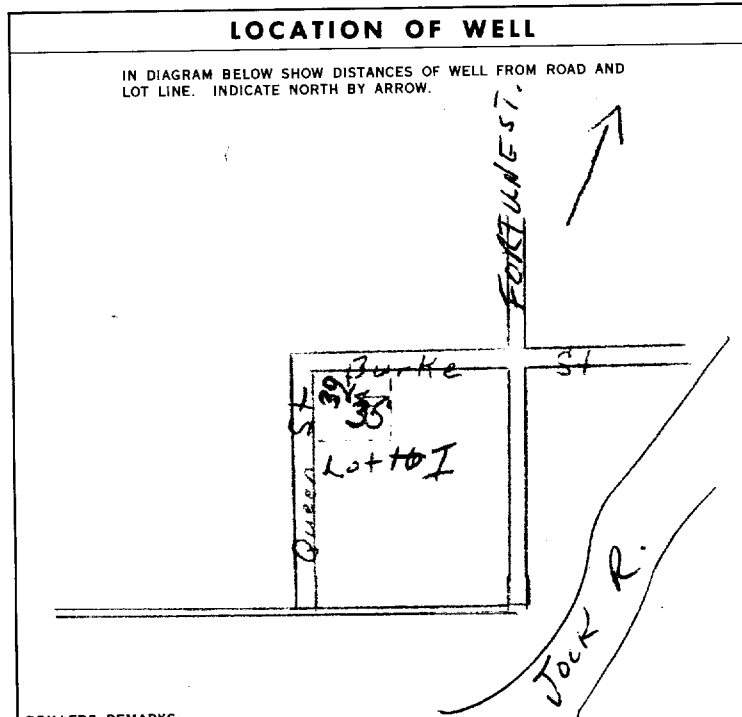 LOCATION OF WELL
IN DIAGRAM BELOW SHOW DISTANCES OF WELL FROM ROAD AND
LOT LINE. INDICATE NORTH BY ARROW.
FORTUNE ST.
Burke St
39'
35'
Queen St
Lot I
JOCK R.